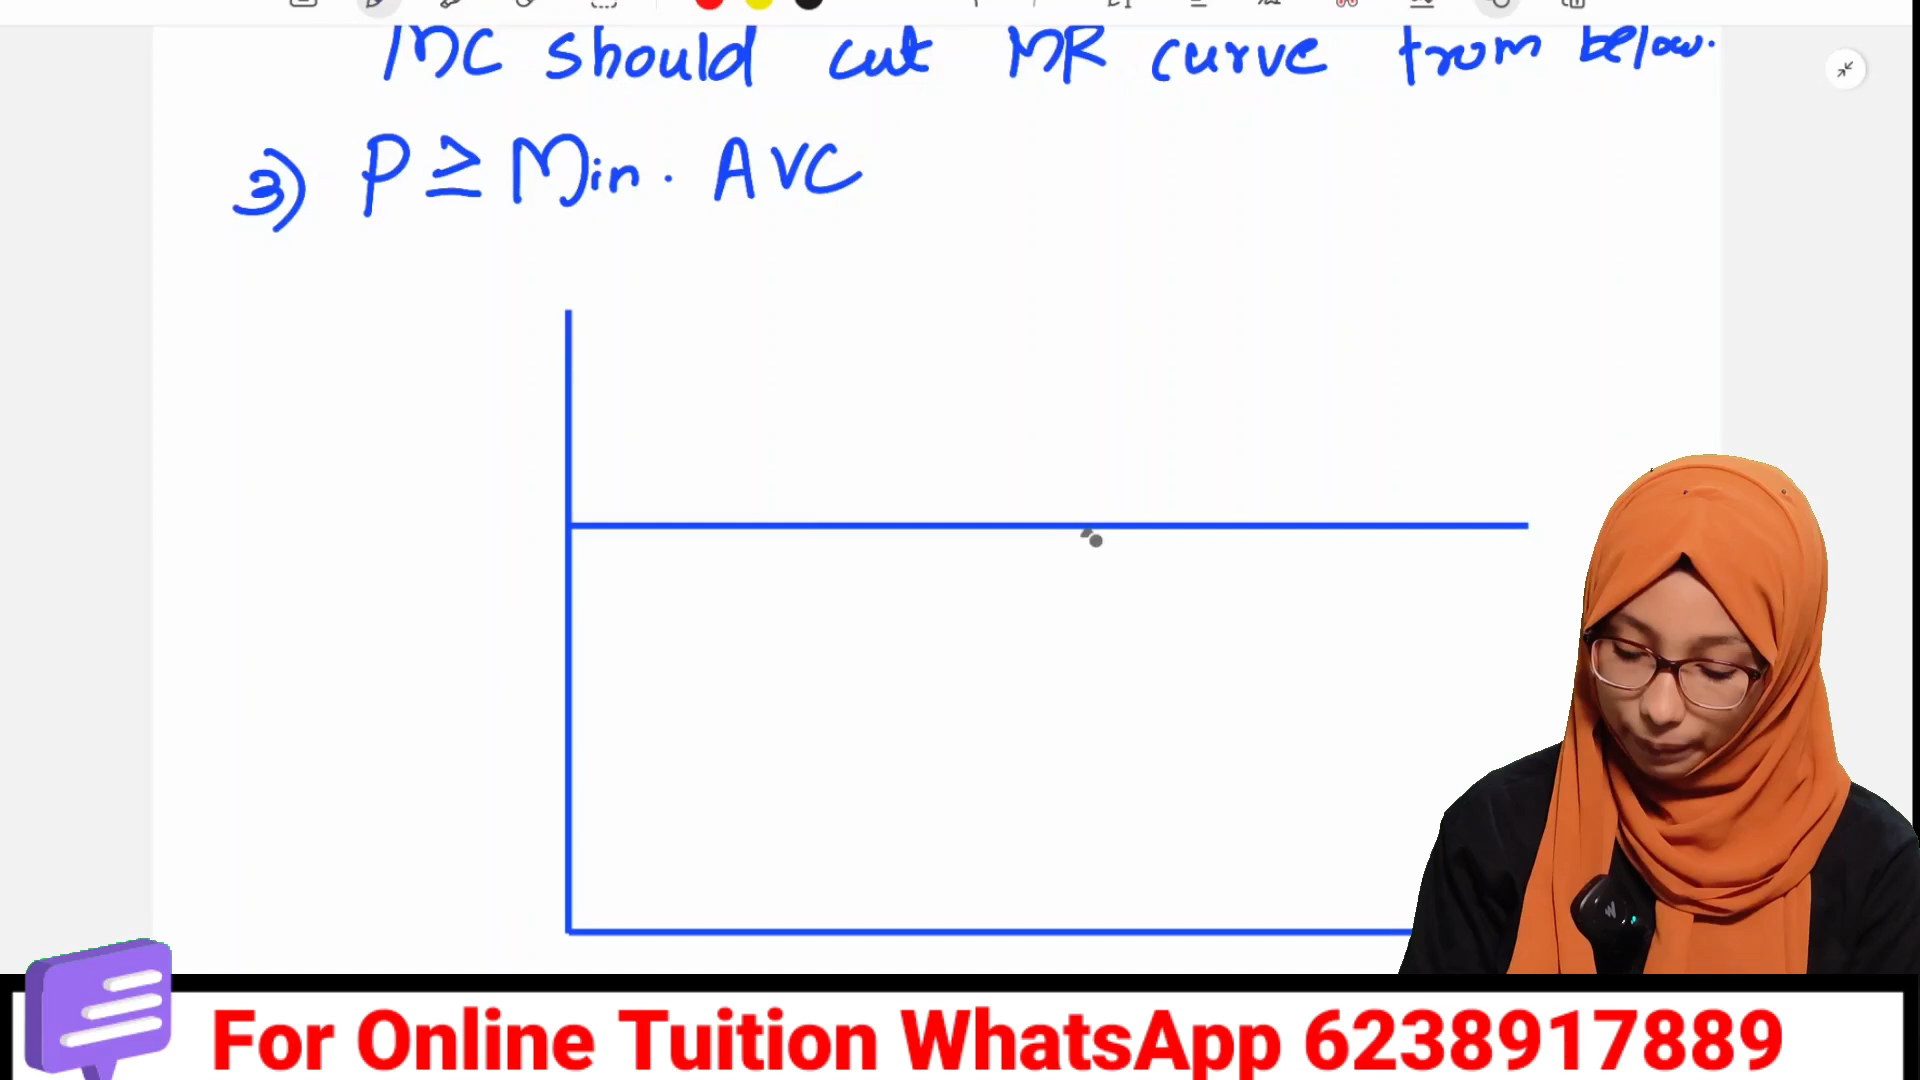 MC should cut MR curve from below.
3) P ≥ Min. AVC
For Online Tuition WhatsApp 6238917889